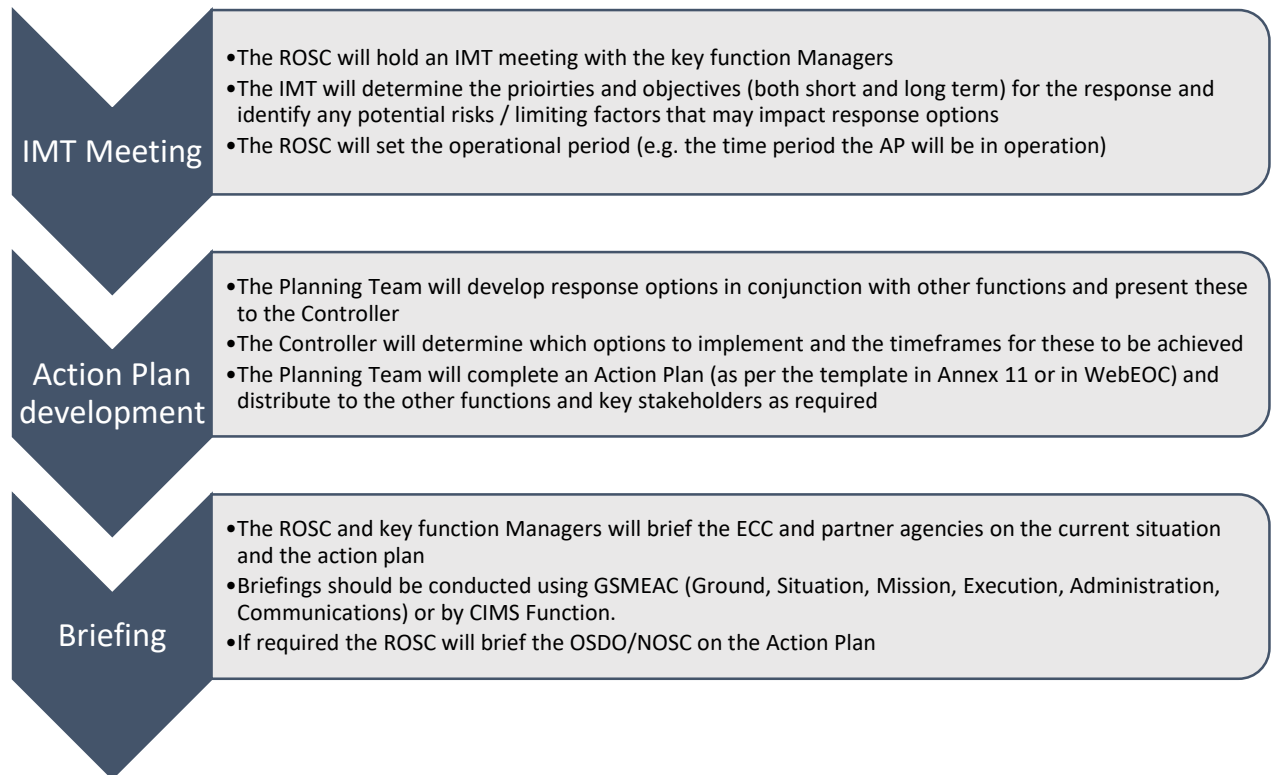 IMT Meeting
•The ROSC will hold an IMT meeting with the key function Managers
•The IMT will determine the prioirties and objectives (both short and long term) for the response and
identify any potential risks / limiting factors that may impact response options
•The ROSC will set the operational period (e.g. the time period the AP will be in operation)
Action Plan
development
•The Planning Team will develop response options in conjunction with other functions and present these
to the Controller
•The Controller will determine which options to implement and the timeframes for these to be achieved
•The Planning Team will complete an Action Plan (as per the template in Annex 11 or in WebEOC) and
distribute to the other functions and key stakeholders as required
Briefing
•The ROSC and key function Managers will brief the ECC and partner agencies on the current situation
and the action plan
•Briefings should be conducted using GSMEAC (Ground, Situation, Mission, Execution, Administration,
Communications) or by CIMS Function.
•If required the ROSC will brief the OSDO/NOSC on the Action Plan